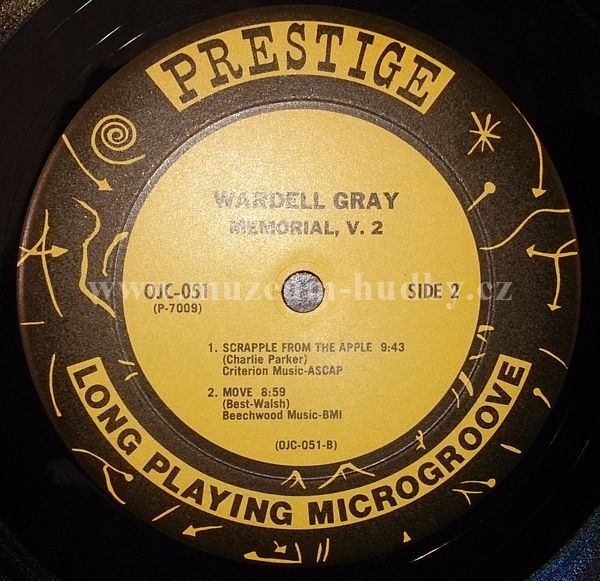 PRESTIGE
WARDELL GRAY
MEMORIAL, V. 2
www.muzeum-hudby.cz
OJC-051 SIDE 2
(P-7009)
1. SCRAPPLE FROM THE APPLE 9:43
(Charlie Parker)
Criterion Music-ASCAP
2. MOVE 8:59
(Best-Walsh)
Beechwood Music-BMI
(OJC-051-B)
LONG PLAYING MICROGROOVE